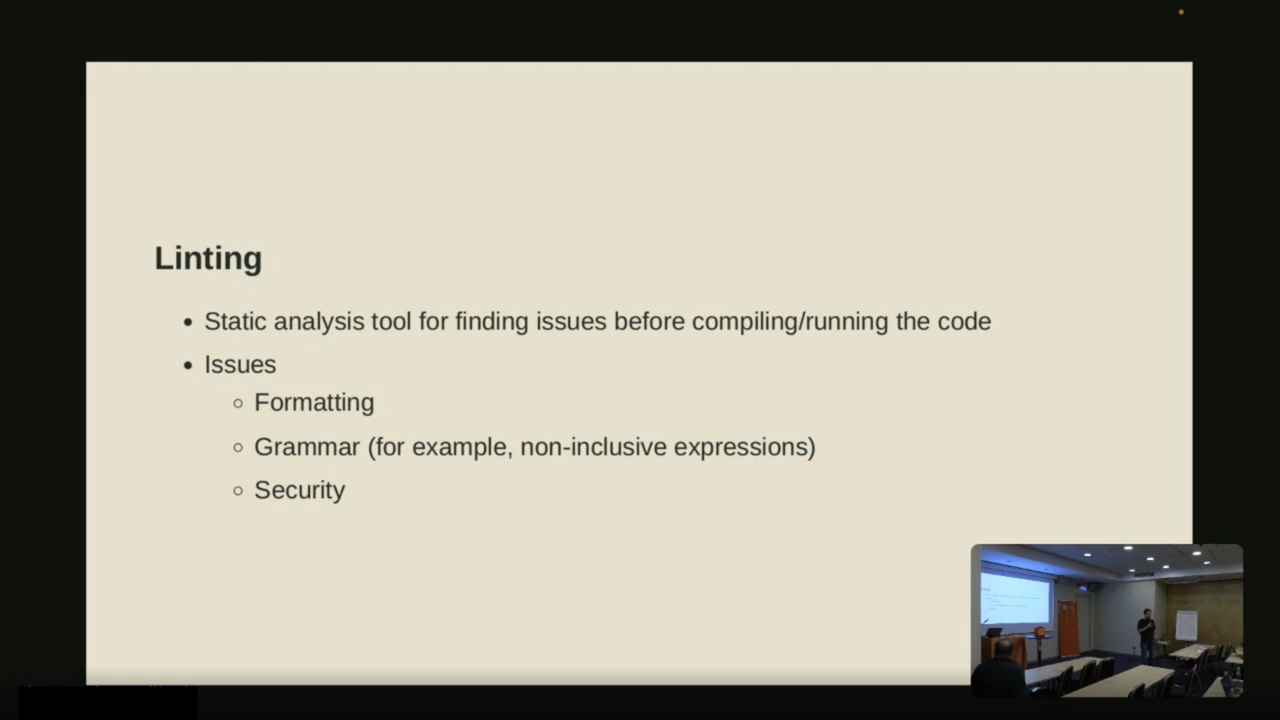 Linting
• Static analysis tool for finding issues before compiling/running the code
• Issues
○ Formatting
○ Grammar (for example, non-inclusive expressions)
○ Security